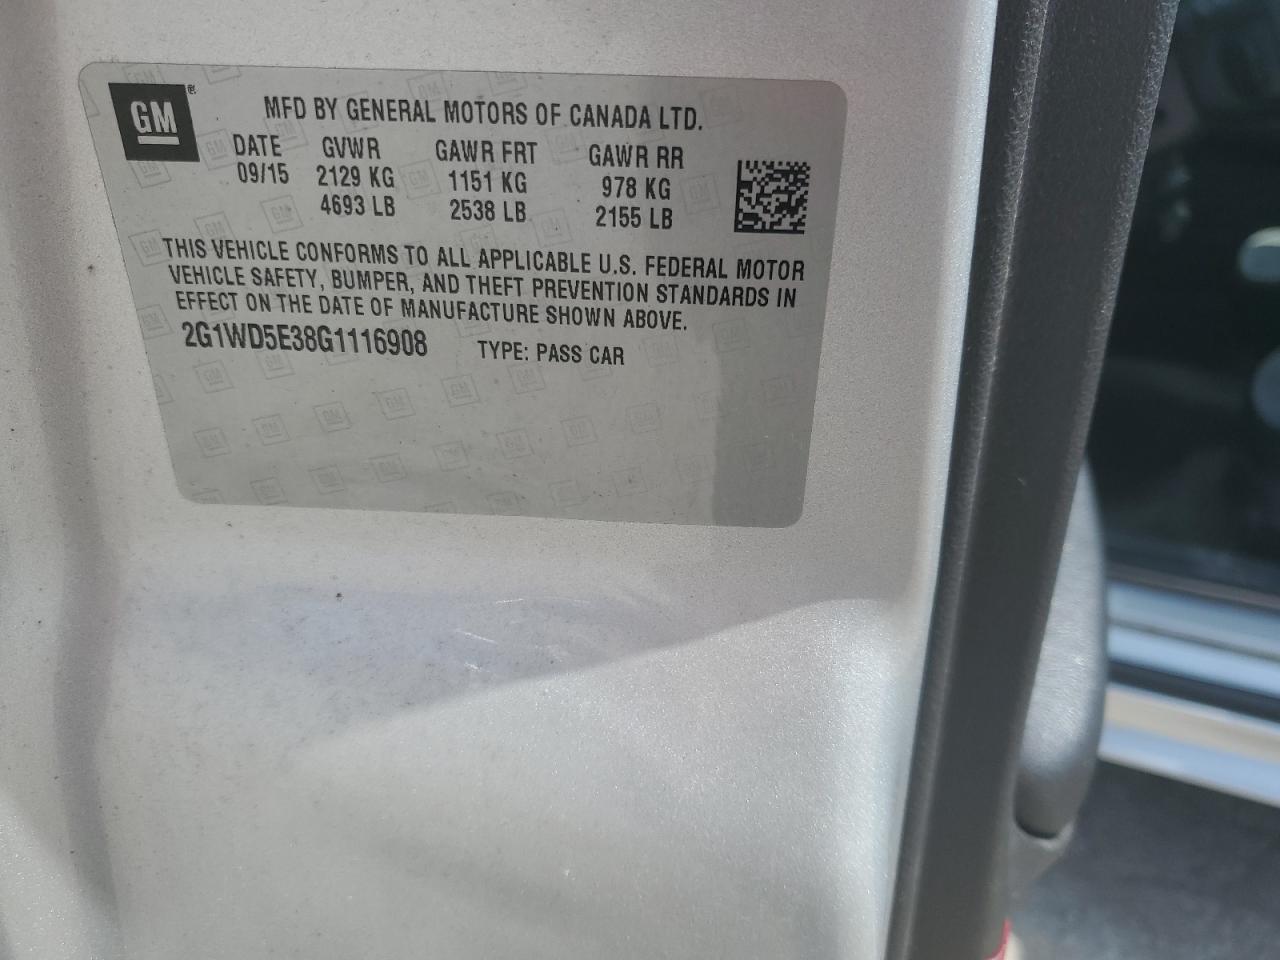 GM
MFD BY GENERAL MOTORS OF CANADA LTD.
DATE GVWR GAWR FRT GAWR RR
09/15 2129 KG 1151 KG 978 KG
4693 LB 2538 LB 2155 LB
THIS VEHICLE CONFORMS TO ALL APPLICABLE U.S. FEDERAL MOTOR
VEHICLE SAFETY, BUMPER, AND THEFT PREVENTION STANDARDS IN
EFFECT ON THE DATE OF MANUFACTURE SHOWN ABOVE.
2G1WD5E38G1116908 TYPE: PASS CAR